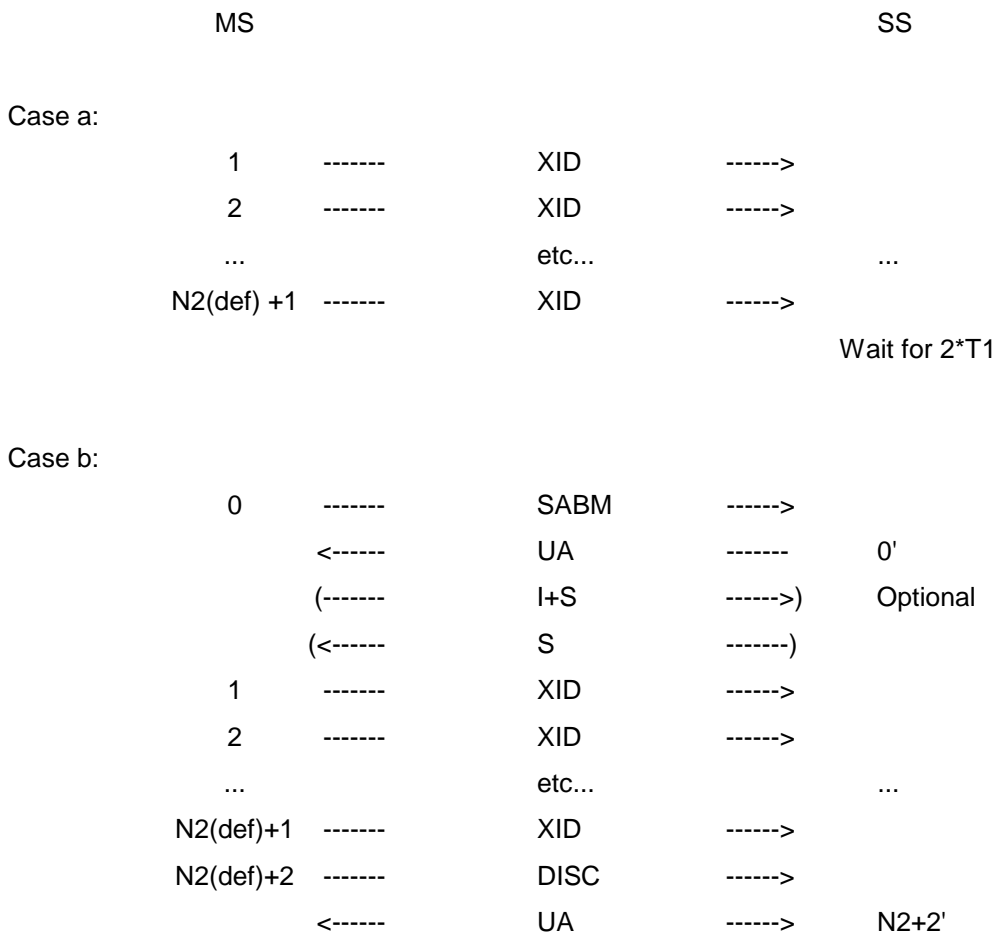 MS SS
Case a:
1 ------- XID ------>
2 ------- XID ------>
... etc... ...
N2(def) +1 ------- XID ------>
Wait for 2*T1
Case b:
0 ------- SABM ------>
<------ UA ------- 0'
(------- I+S ------>) Optional
(<------ S -------)
1 ------- XID ------>
2 ------- XID ------>
... etc... ...
N2(def)+1 ------- XID ------>
N2(def)+2 ------- DISC ------>
<------ UA ------> N2+2'